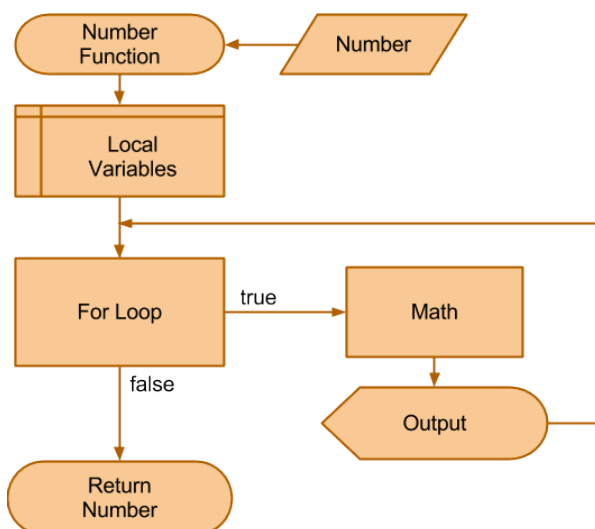 Number
Function
Number
Local
Variables
For Loop
true
Math
false
Output
Return
Number